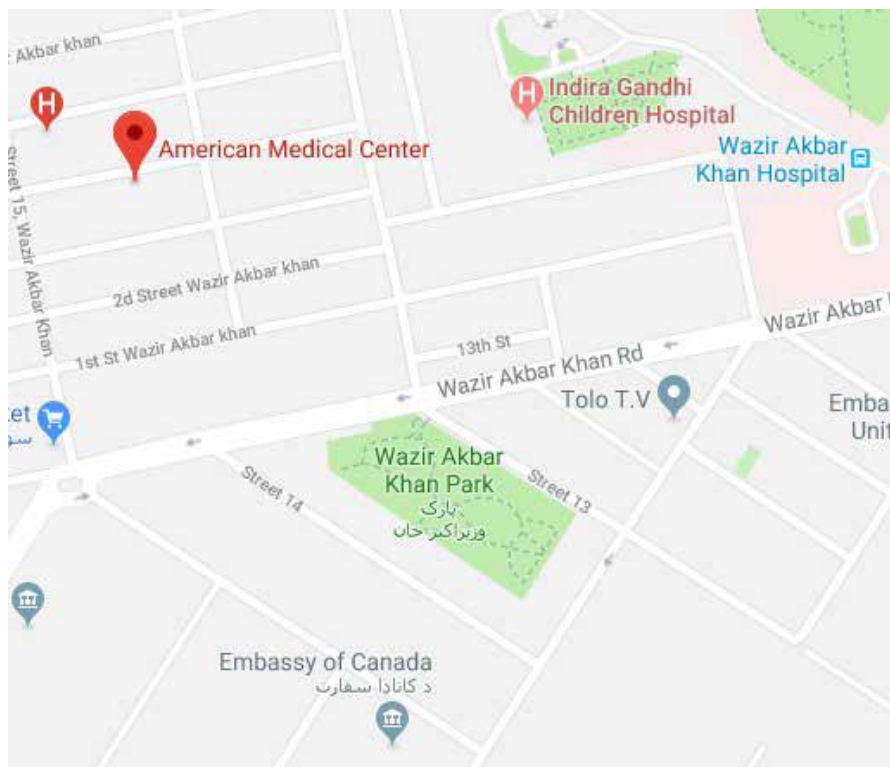 Akbar khan
H
H
Indira Gandhi
Children Hospital
American Medical Center
Wazir Akbar
Khan Hospital
Street 15, Wazir Akbar Khan
2d Street Wazir Akbar khan
1st St Wazir Akbar khan
13th St
Wazir Akbar
Wazir Akbar Khan Rd
Tolo T.V
Emba
Unit
et
سو
Wazir Akbar
Khan Park
پارک
وزیراکبر خان
Street 13
Street 14
Embassy of Canada
د کانادا سفارت